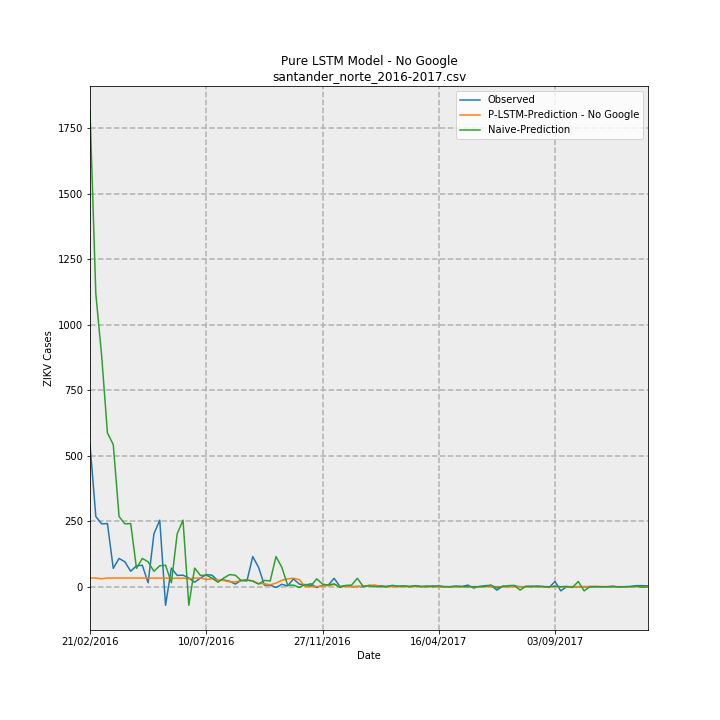 Pure LSTM Model - No Google
santander_norte_2016-2017.csv
Observed
P-LSTM-Prediction - No Google
Naive-Prediction
1750
1500
1250
1000
750
500
250
0
ZIKV Cases
21/02/2016
10/07/2016
27/11/2016
16/04/2017
03/09/2017
Date